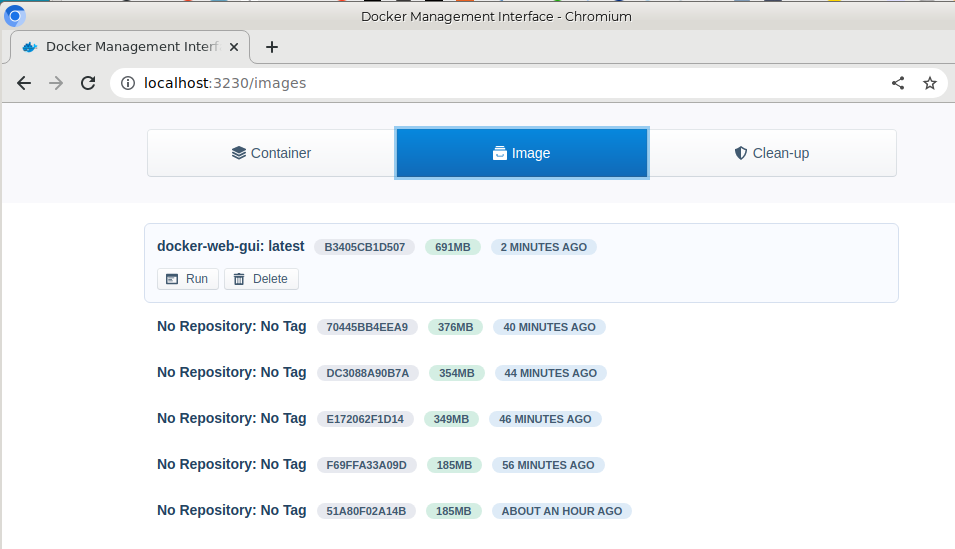 Docker Management Interface - Chromium
Docker Management Interf
localhost:3230/images
Container Image Clean-up
docker-web-gui: latest B3405CB1D507 691MB 2 MINUTES AGO
Run Delete
No Repository: No Tag 70445BB4EEA9 376MB 40 MINUTES AGO
No Repository: No Tag DC3088A90B7A 354MB 44 MINUTES AGO
No Repository: No Tag E172062F1D14 349MB 46 MINUTES AGO
No Repository: No Tag F69FFA33A09D 185MB 56 MINUTES AGO
No Repository: No Tag 51A80F02A14B 185MB ABOUT AN HOUR AGO